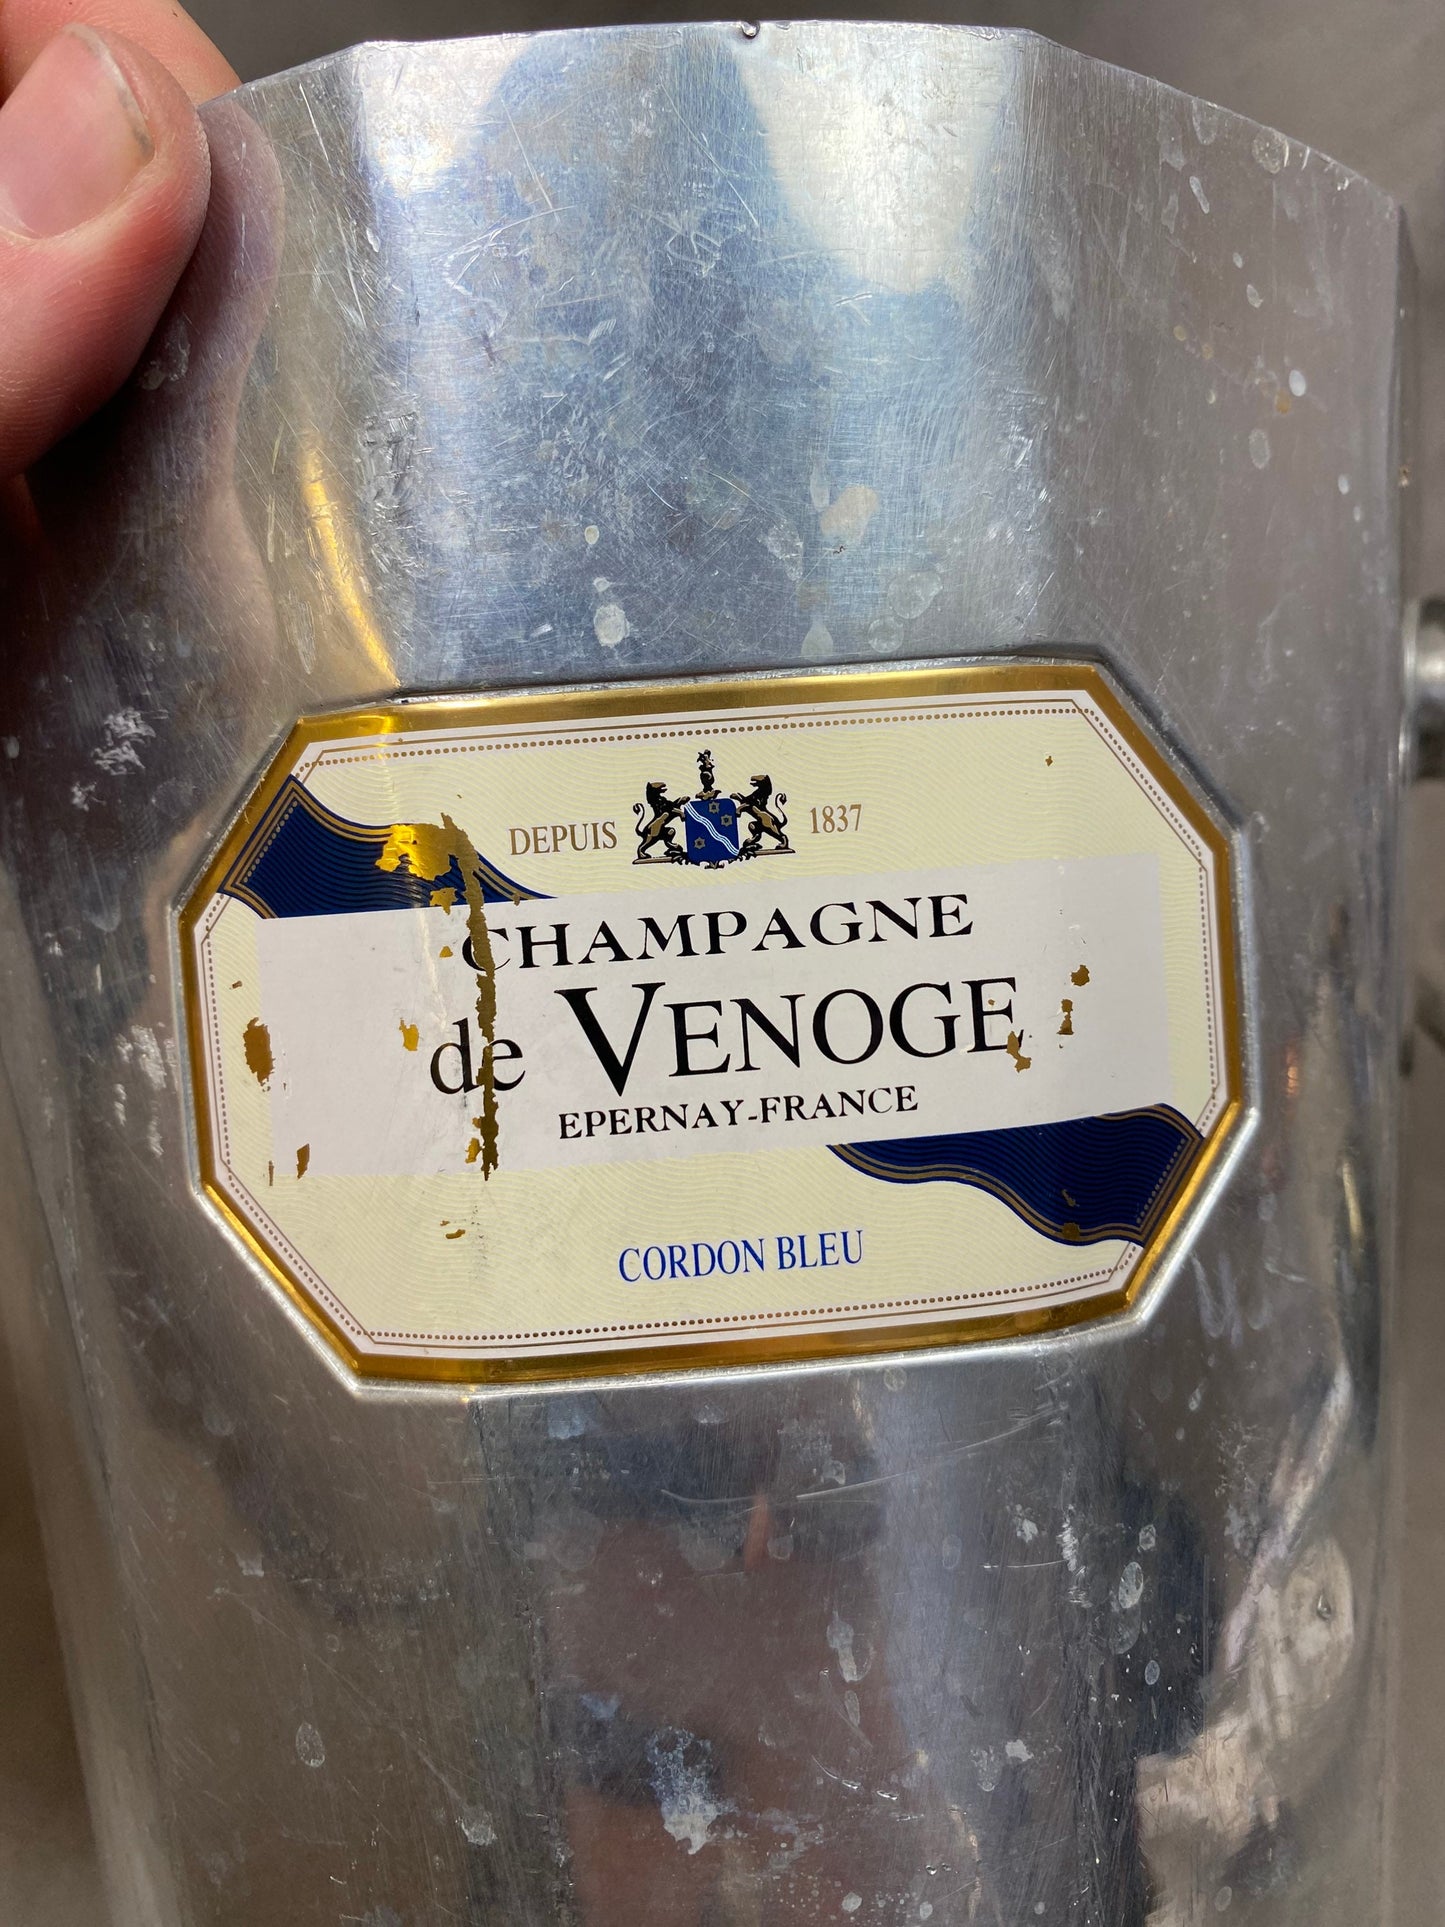 DEPUIS 1837
CHAMPAGNE
de VENOGE
EPERNAY-FRANCE
CORDON BLEU